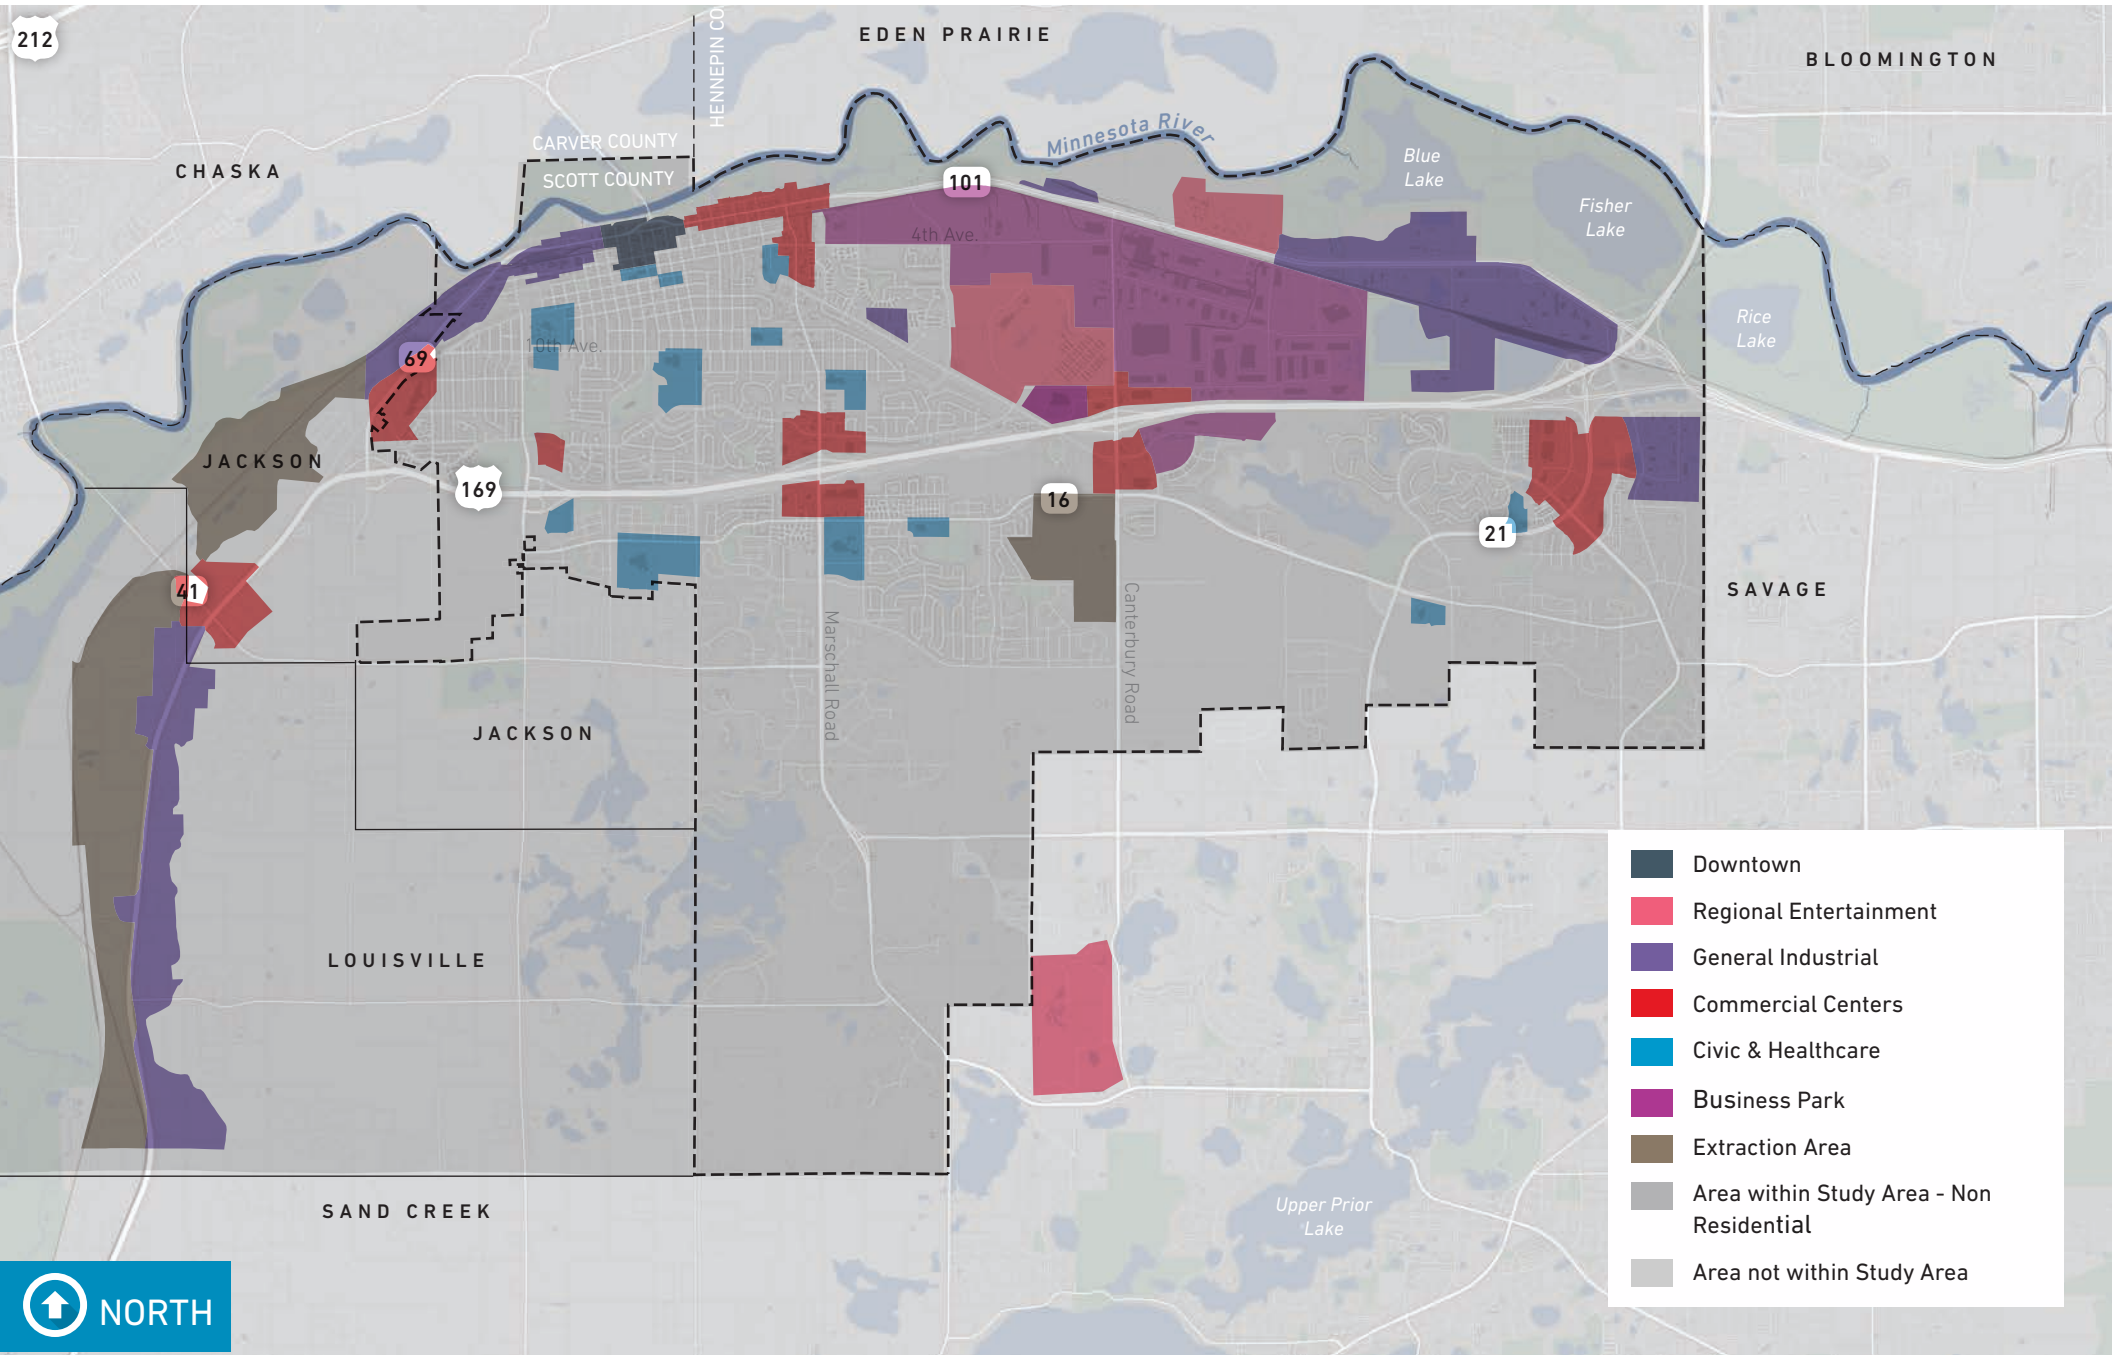 212
EDEN PRAIRIE
BLOOMINGTON
HENNEPIN CO.
CARVER COUNTY
SCOTT COUNTY
Minnesota River
CHASKA
101
Blue
Lake
Fisher
Lake
4th Ave.
Rice
Lake
10th Ave.
69
JACKSON
169
16
21
41
SAVAGE
Marschall Road
Canterbury Road
JACKSON
LOUISVILLE
SAND CREEK
Upper Prior
Lake
Downtown
Regional Entertainment
General Industrial
Commercial Centers
Civic & Healthcare
Business Park
Extraction Area
Area within Study Area - Non
Residential
Area not within Study Area
NORTH